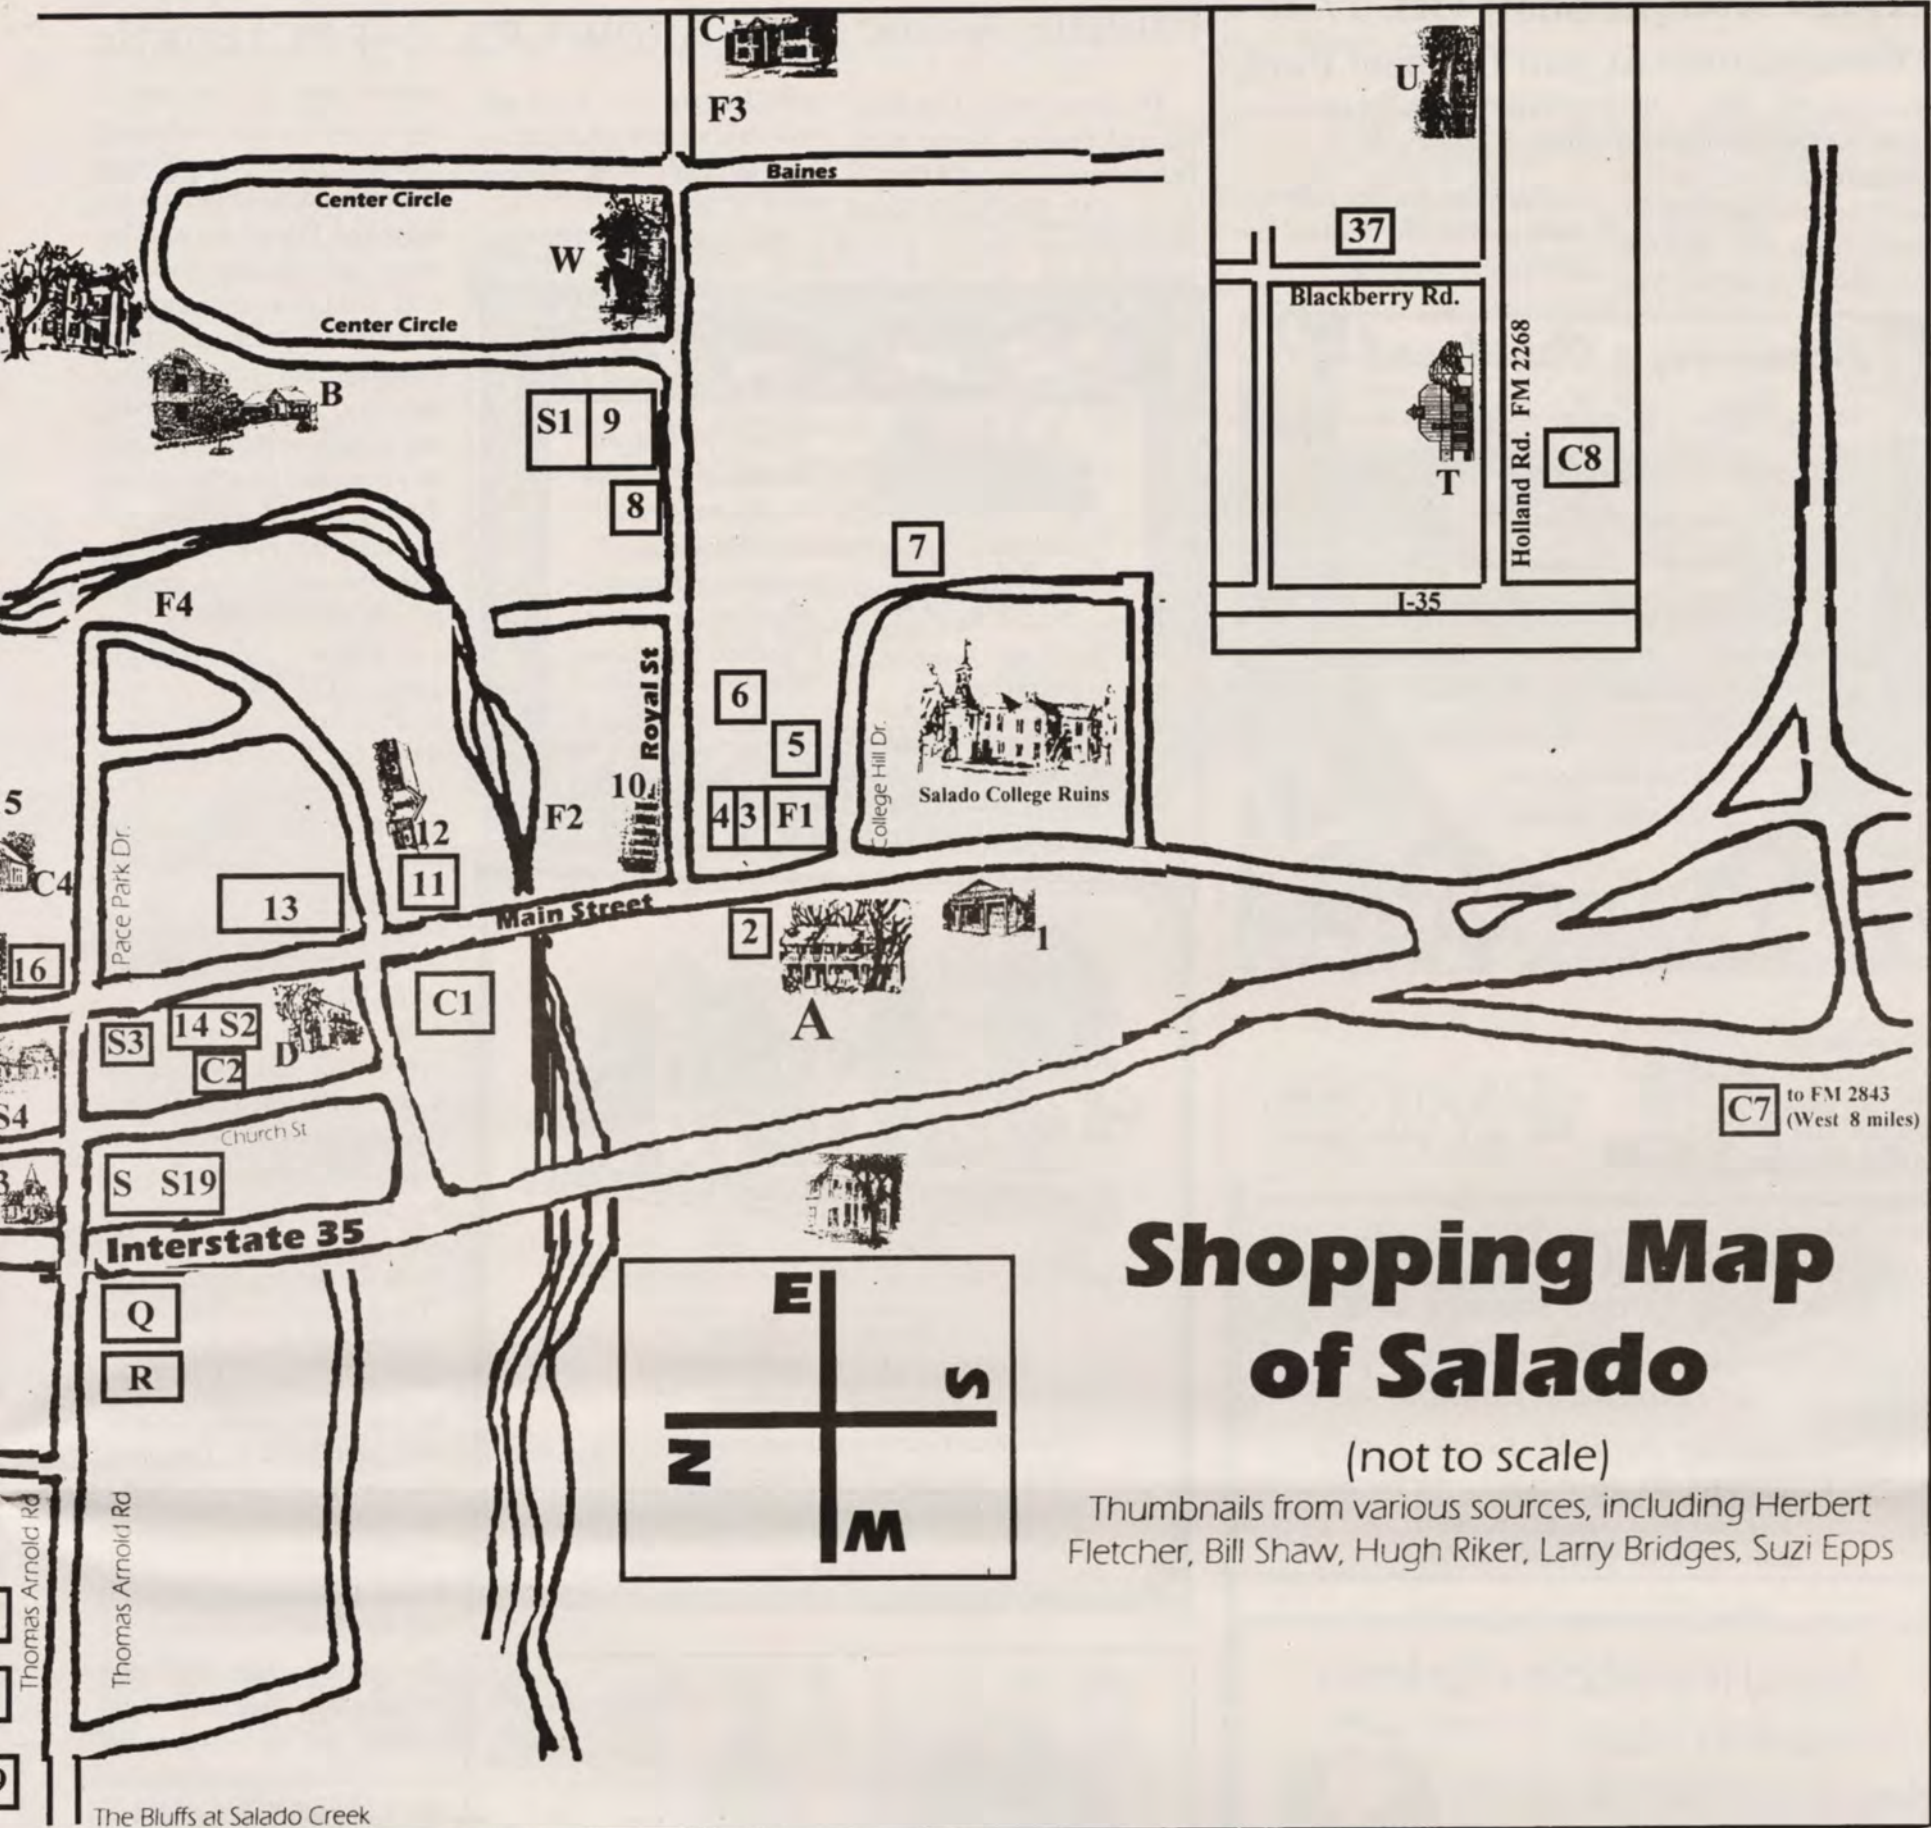 C
F3
U
Baines
Center Circle
W
37
Blackberry Rd.
Center Circle
B
S1 9
8
Holland Rd. FM 2268
C8
T
7
F4
I-35
Royal St
6
5
College Hill Dr.
Salado College Ruins
5
10
4 3 F1
F2
12
11
C4
Pace Park Dr.
13
Main Street
2
1
16
C1
A
S3
14 S2
C2
D
S4
C7
to FM 2843
(West 8 miles)
Church St
S S19
3
Interstate 35
Q
R
E
S
N
W
Shopping Map
of Salado
(not to scale)
Thumbnails from various sources, including Herbert
Fletcher, Bill Shaw, Hugh Riker, Larry Bridges, Suzi Epps
Thomas Arnold Rd
Thomas Arnold Rd
The Bluffs at Salado Creek